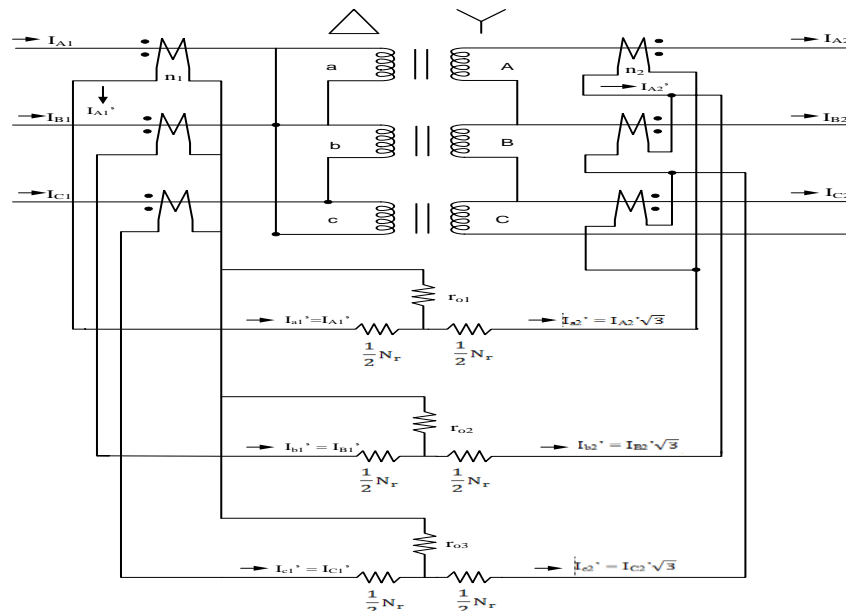 I_A1
n₁
I_A1'
a
A
n₂
I_A2'
I_A2
I_B1
b
B
I_B2
I_C1
c
C
I_C2
r_o1
I_a1'=I_A1'
I_a2' = I_A2'√3
1/2 N_r
1/2 N_r
r_o2
I_b1' = I_B1'
I_b2' = I_B2'√3
1/2 N_r
1/2 N_r
r_o3
I_c1' = I_C1'
I_c2' = I_C2'√3
1/2 N_r
1/2 N_r